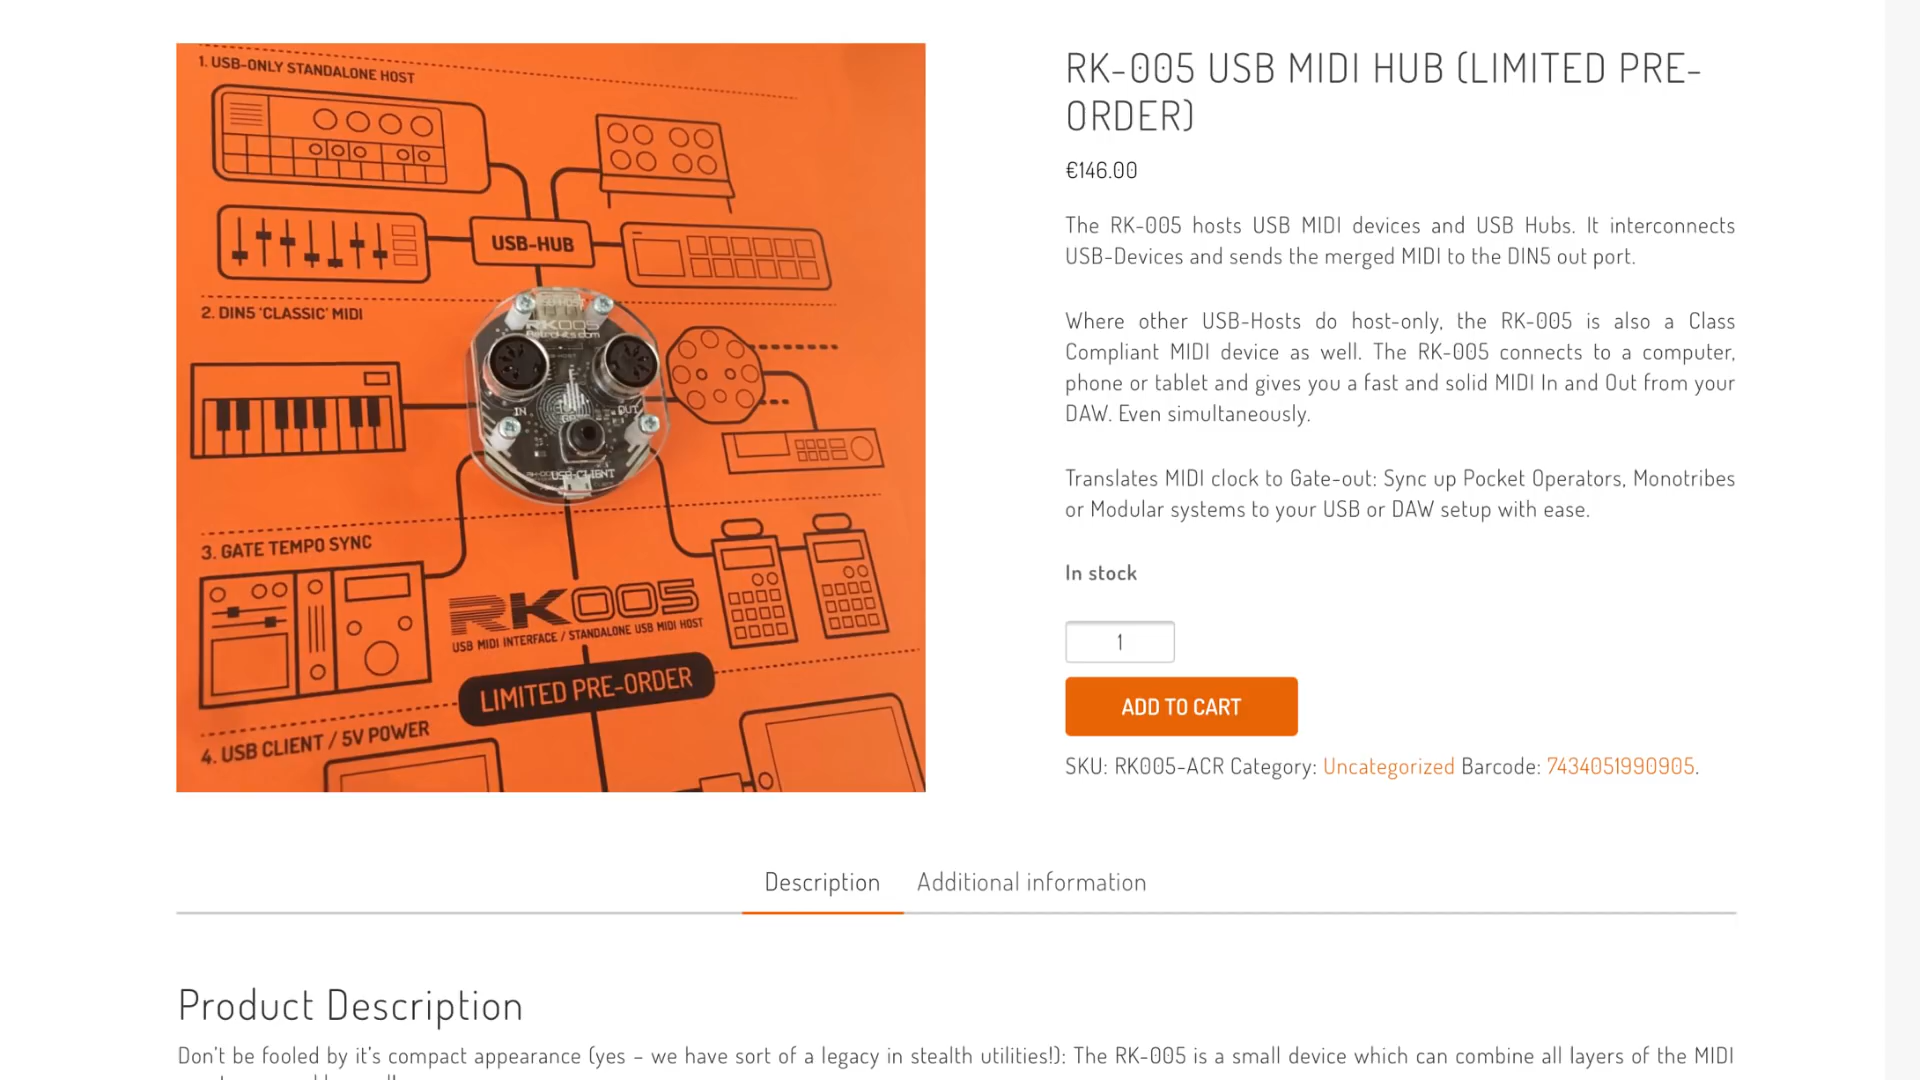 1. USB-ONLY STANDALONE HOST
USB-HUB
2. DIN5 'CLASSIC' MIDI
IN
OUT
USB-CLIENT
3. GATE TEMPO SYNC
RK005
USB MIDI INTERFACE / STANDALONE USB MIDI HOST
LIMITED PRE-ORDER
4. USB CLIENT / 5V POWER
RK-005 USB MIDI HUB (LIMITED PRE-
ORDER)
€146.00
The RK-005 hosts USB MIDI devices and USB Hubs. It interconnects
USB-Devices and sends the merged MIDI to the DIN5 out port.
Where other USB-Hosts do host-only, the RK-005 is also a Class
Compliant MIDI device as well. The RK-005 connects to a computer,
phone or tablet and gives you a fast and solid MIDI In and Out from your
DAW. Even simultaneously.
Translates MIDI clock to Gate-out: Sync up Pocket Operators, Monotribes
or Modular systems to your USB or DAW setup with ease.
In stock
1
ADD TO CART
SKU: RK005-ACR Category: Uncategorized Barcode: 7434051990905.
Description
Additional information
Product Description
Don't be fooled by it's compact appearance (yes – we have sort of a legacy in stealth utilities!): The RK-005 is a small device which can combine all layers of the MIDI